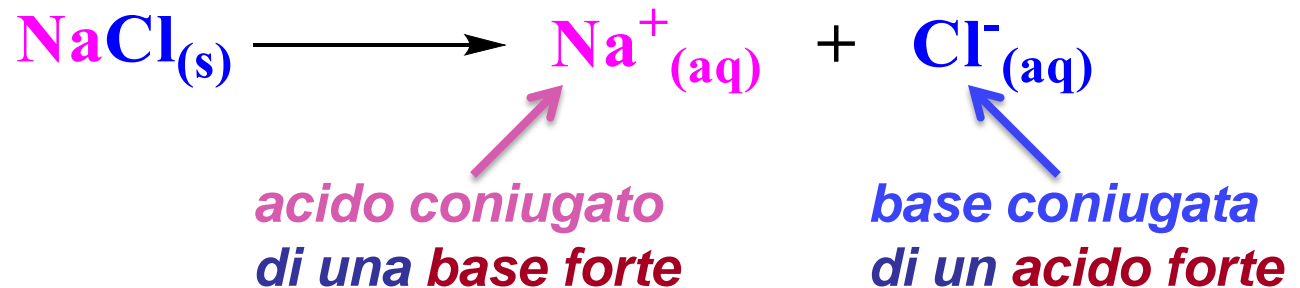 NaCl(s) → Na⁺(aq) + Cl⁻(aq)
acido coniugato base coniugata
di una base forte di un acido forte